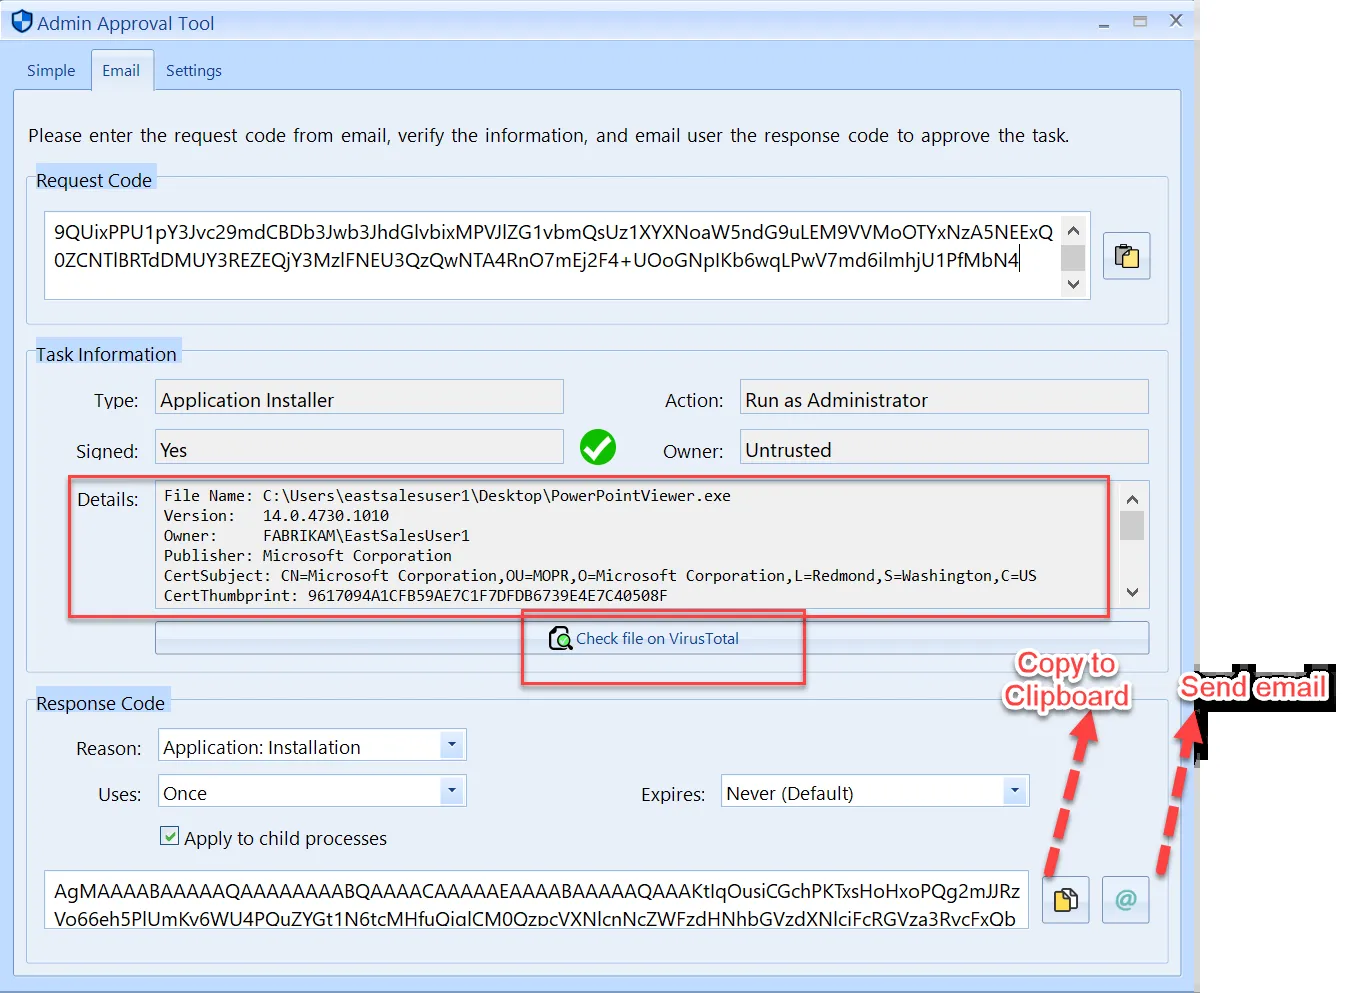 Admin Approval Tool
Simple Email Settings
Please enter the request code from email, verify the information, and email user the response code to approve the task.
Request Code
9QUixPPU1pY3Jvc29mdCBDb3Jwb3JhdGlvbixMPVJlZG1vbmQsUz1XYXNoaW5ndG9uLEM9VVMoOTYxNzA5NEExQ
0ZCNTlBRTdDMUY3REZEQjY3MzlFNEU3QzQwNTA4RnO7mEj2F4+UOoGNpIKb6wqLPwV7md6iImhjU1PfMbN4
Task Information
Type: Application Installer Action: Run as Administrator
Signed: Yes Owner: Untrusted
Details: File Name: C:\Users\eastsalesuser1\Desktop\PowerPointViewer.exe
Version: 14.0.4730.1010
Owner: FABRIKAM\EastSalesUser1
Publisher: Microsoft Corporation
CertSubject: CN=Microsoft Corporation,OU=MOPR,O=Microsoft Corporation,L=Redmond,S=Washington,C=US
CertThumbprint: 9617094A1CFB59AE7C1F7DFDB6739E4E7C40508F
Check file on VirusTotal
Copy to
Clipboard
Send email
Response Code
Reason: Application: Installation
Uses: Once Expires: Never (Default)
Apply to child processes
AgMAAAABAAAAAQAAAAAAAABQAAAACAAAAAEAAAABAAAAAQAAAKtIqOusiCGchPKTxsHoHxoPQg2mJJRz
Vo66eh5PlUmKv6WU4PQuZYGt1N6tcMHfuQiglCM0QzpcVXNlcnNcZWFzdHNhbGVzdXNlciFcRGVza3RvcFxQb